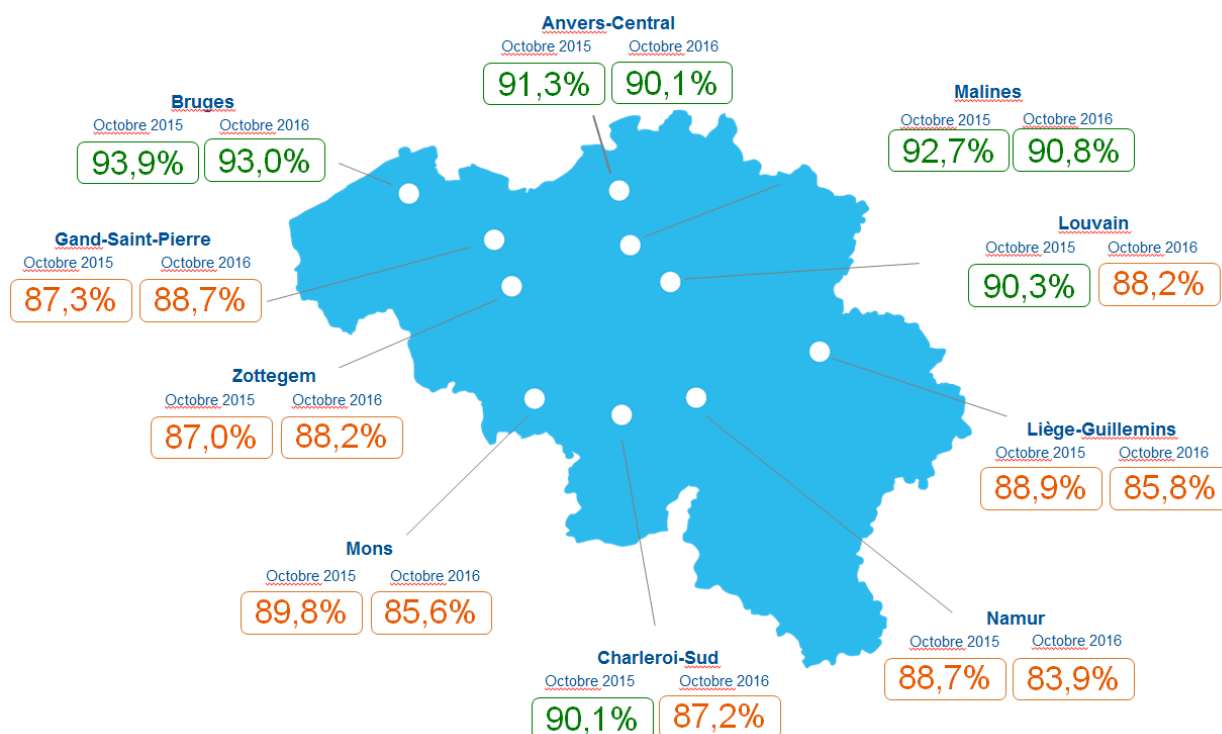 Anvers-Central
Octobre 2015 Octobre 2016
91,3% 90,1%
Bruges
Octobre 2015 Octobre 2016
93,9% 93,0%
Malines
Octobre 2015 Octobre 2016
92,7% 90,8%
Gand-Saint-Pierre
Octobre 2015 Octobre 2016
87,3% 88,7%
Louvain
Octobre 2015 Octobre 2016
90,3% 88,2%
Zottegem
Octobre 2015 Octobre 2016
87,0% 88,2%
Liège-Guillemins
Octobre 2015 Octobre 2016
88,9% 85,8%
Mons
Octobre 2015 Octobre 2016
89,8% 85,6%
Namur
Octobre 2015 Octobre 2016
88,7% 83,9%
Charleroi-Sud
Octobre 2015 Octobre 2016
90,1% 87,2%